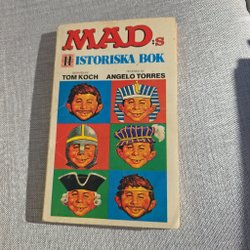 MAD:s
HISTORISKA BOK
TOM KOCH ANGELO TORRES